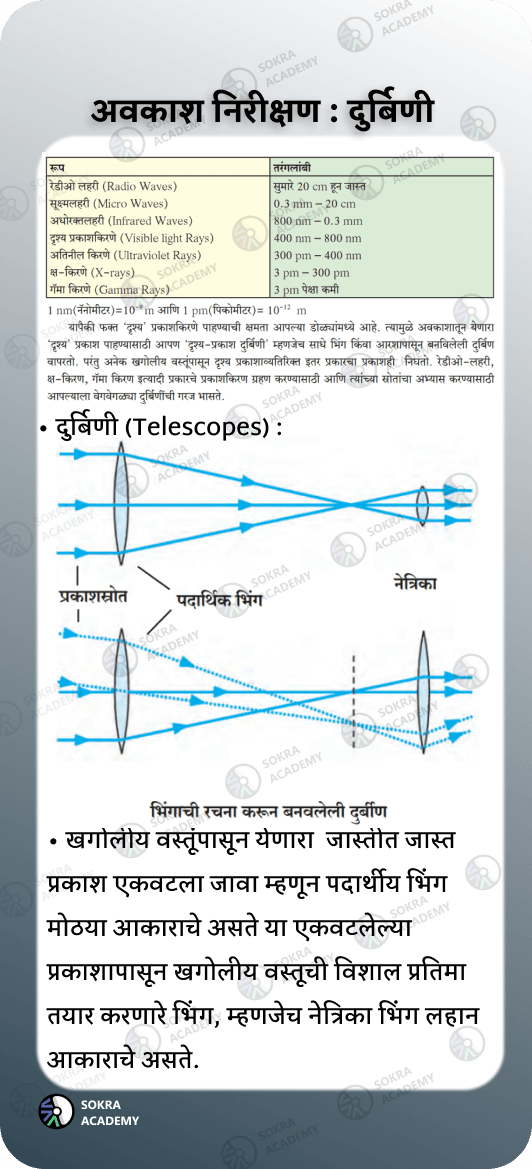 अवकाश निरीक्षण : दुर्बिणी
रूप तरंगलांबी
रेडीओ लहरी (Radio Waves) सुमारे 20 cm हून जास्त
सूक्ष्मलहरी (Micro Waves) 0.3 mm – 20 cm
अधोरक्तलहरी (Infrared Waves) 800 nm – 0.3 mm
दृश्य प्रकाशकिरणे (Visible light Rays) 400 nm – 800 nm
अतिनील किरणे (Ultraviolet Rays) 300 pm – 400 nm
क्ष–किरणे (X–rays) 3 pm – 300 pm
गॅमा किरणे (Gamma Rays) 3 pm पेक्षा कमी
1 nm(नॅनोमीटर)=10⁻⁹m आणि 1 pm(पिकोमीटर)= 10⁻¹² m
यापैकी फक्त ‘दृश्य’ प्रकाशकिरणे पाहण्याची क्षमता आपल्या डोळ्यांमध्ये आहे. त्यामुळे अवकाशातून येणारा
‘दृश्य’ प्रकाश पाहण्यासाठी आपण ‘दृश्य–प्रकाश दुर्बिणी’ म्हणजेच साधे भिंग किंवा आरशापासून बनविलेली दुर्बिण
वापरतो. परंतु अनेक खगोलीय वस्तूंपासून दृश्य प्रकाशाव्यतिरिक्त इतर प्रकारचा प्रकाशही निघतो. रेडीओ–लहरी,
क्ष–किरण, गॅमा किरण इत्यादी प्रकारचे प्रकाशकिरण ग्रहण करण्यासाठी आणि त्यांच्या स्रोतांचा अभ्यास करण्यासाठी
आपल्याला वेगवेगळ्या दुर्बिणींची गरज भासते.
• दुर्बिणी (Telescopes) :
नेत्रिका
प्रकाशस्रोत पदार्थिक भिंग
भिंगाची रचना करून बनवलेली दुर्बीण
• खगोलीय वस्तूंपासून येणारा जास्तीत जास्त
प्रकाश एकवटला जावा म्हणून पदार्थीय भिंग
मोठया आकाराचे असते या एकवटलेल्या
प्रकाशापासून खगोलीय वस्तूची विशाल प्रतिमा
तयार करणारे भिंग, म्हणजेच नेत्रिका भिंग लहान
आकाराचे असते.
SOKRA
ACADEMY